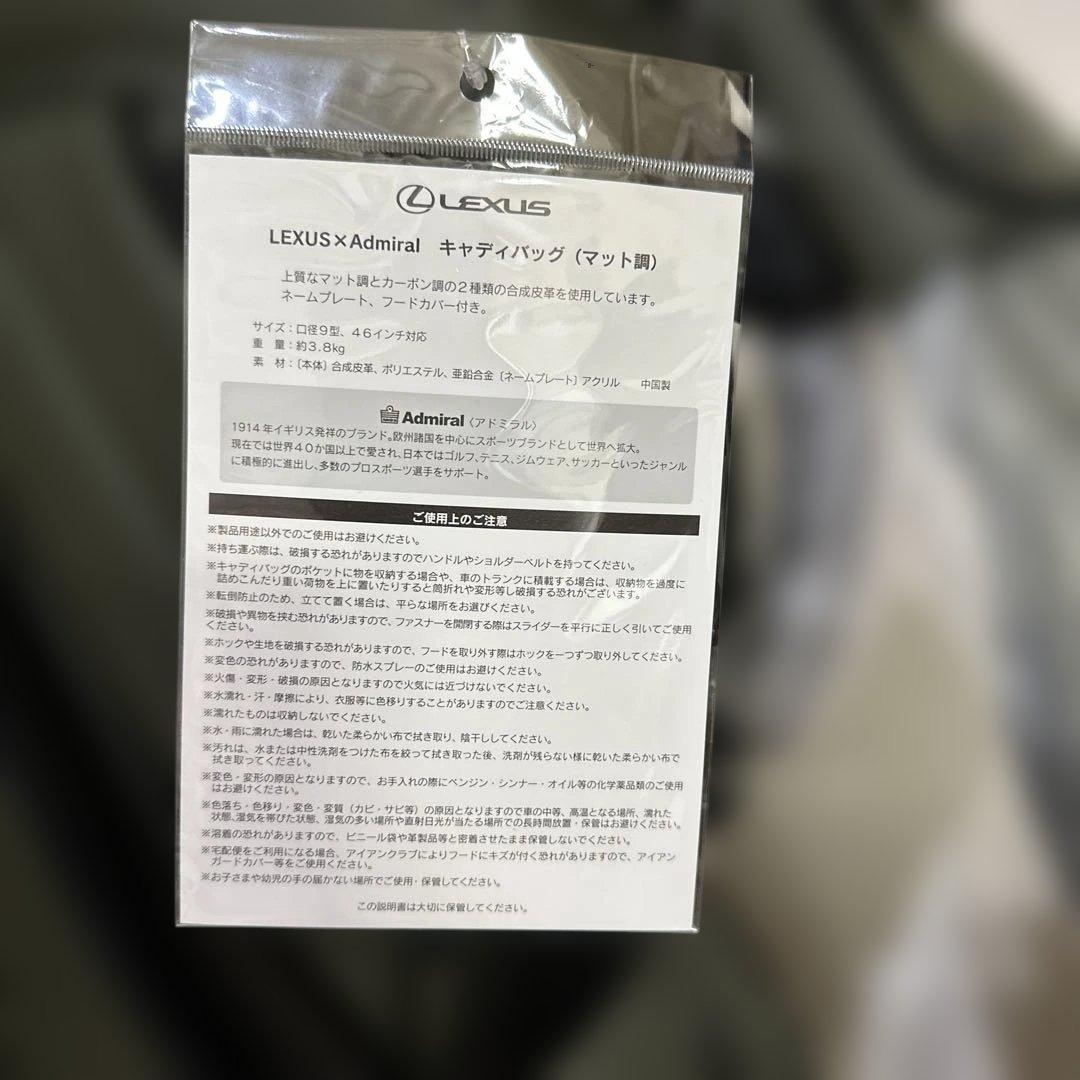 LEXUS
LEXUS×Admiral キャディバッグ（マット調）
上質なマット調とカーボン調の２種類の合成皮革を使用しています。
ネームプレート、フードカバー付き。
サイズ：口径９型、４６インチ対応
重　量：約3.8kg
素　材：〔本体〕合成皮革、ポリエステル、亜鉛合金〔ネームプレート〕アクリル　中国製
Admiral〈アドミラル〉
1914年イギリス発祥のブランド。欧州諸国を中心にスポーツブランドとして世界へ拡大。
現在では世界４０か国以上で愛され、日本ではゴルフ、テニス、ジムウェア、サッカーといったジャンル
に積極的に進出し、多数のプロスポーツ選手をサポート。
ご使用上のご注意
※製品用途以外でのご使用はお避けください。
※持ち運ぶ際は、破損する恐れがありますのでハンドルやショルダーベルトを持ってください。
※キャディバッグのポケットに物を収納する場合や、車のトランクに積載する場合は、収納物を過度に
詰めこんだり重い荷物を上に置いたりすると筒折れや変形等し破損する恐れがございます。
※転倒防止のため、立てて置く場合は、平らな場所をお選びください。
※破損や異物を挟む恐れがありますので、ファスナーを開閉する際はスライダーを平行に正しく引いてご使用
ください。
※ホックや生地を破損する恐れがありますので、フードを取り外す際はホックを一つずつ取り外してください。
※変色の恐れがありますので、防水スプレーのご使用はお避けください。
※火傷・変形・破損の原因となりますので火気には近づけないでください。
※水濡れ・汗・摩擦により、衣服等に色移りすることがありますのでご注意ください。
※濡れたものは収納しないでください。
※水・雨に濡れた場合は、乾いた柔らかい布で拭き取り、陰干ししてください。
※汚れは、水または中性洗剤をつけた布を絞って拭き取った後、洗剤が残らない様に乾いた柔らかい布で
拭き取ってください。
※変色・変形の原因となりますので、お手入れの際にベンジン・シンナー・オイル等の化学薬品類のご使用
はお避けください。
※色落ち・色移り・変色・変質（カビ・サビ等）の原因となりますので車の中等、高温となる場所、濡れた
状態、湿気を帯びた状態、湿気の多い場所や直射日光が当たる場所での長時間放置・保管はお避けください。
※溶着の恐れがありますので、ビニール袋や革製品等と密着させたまま保管しないでください。
※宅配便をご利用になる場合、アイアンクラブによりフードにキズが付く恐れがありますので、アイアン
ガードカバー等をご使用ください。
※お子さまや幼児の手の届かない場所でご使用・保管してください。
この説明書は大切に保管してください。